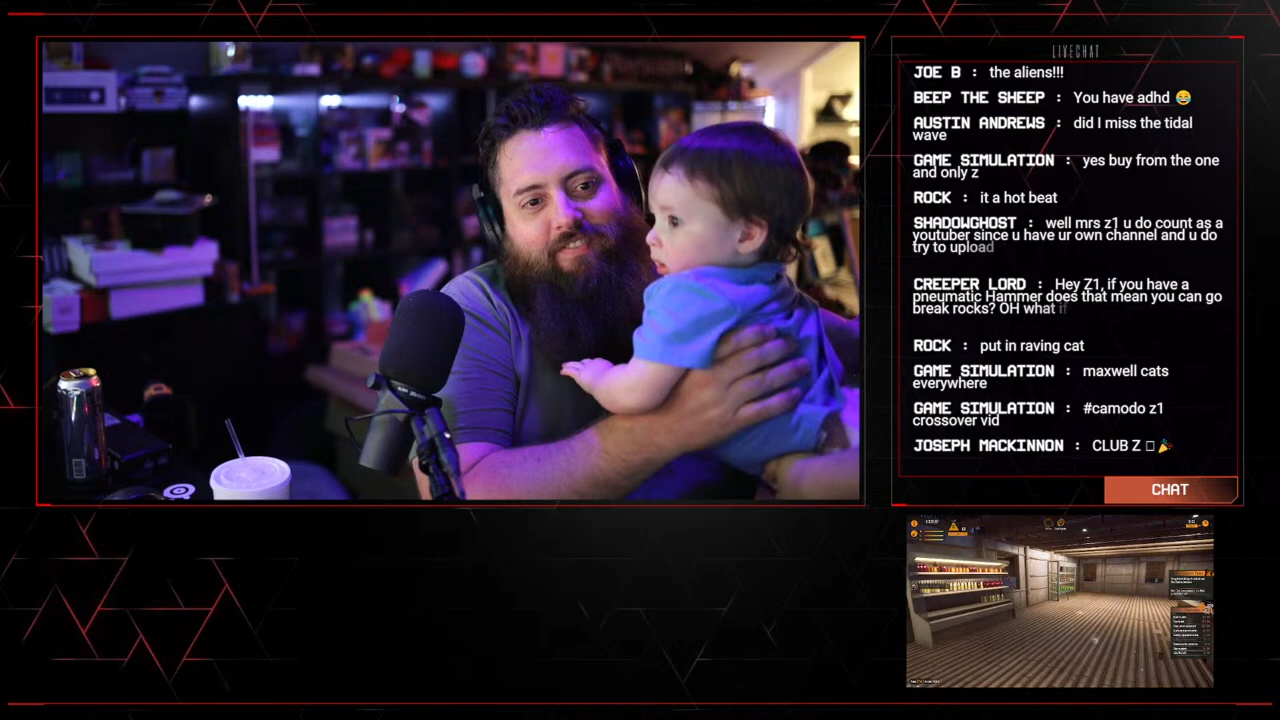 LIVECHAT
JOE B : the aliens!!!
BEEP THE SHEEP : You have adhd 😂
AUSTIN ANDREWS : did I miss the tidal
wave
GAME SIMULATION : yes buy from the one
and only z
ROCK : it a hot beat
SHADOWGHOST : well mrs z1 u do count as a
youtuber since u have ur own channel and u do
try to upload
CREEPER LORD : Hey Z1, if you have a
pneumatic Hammer does that mean you can go
break rocks? OH what if
ROCK : put in raving cat
GAME SIMULATION : maxwell cats
everywhere
GAME SIMULATION : #camodo z1
crossover vid
JOSEPH MACKINNON : CLUB Z 🎉
CHAT